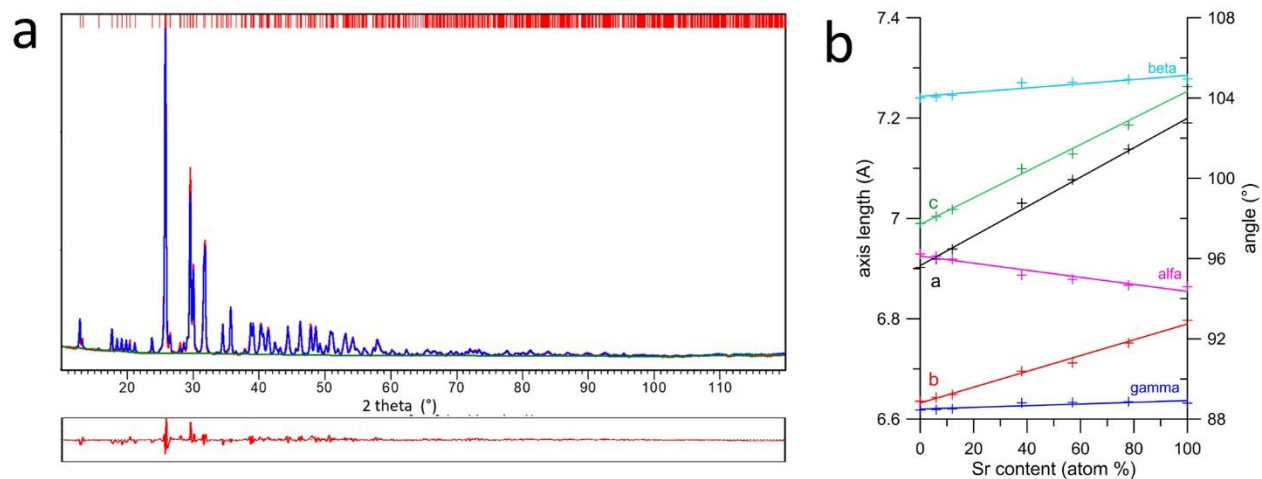 a
20 30 40 50 60 70 80 90 100 110
2 theta (°)
b
7.4
7.2
7
6.8
6.6
axis length (A)
108
104
100
96
92
88
angle (°)
beta
c
a
alfa
b
gamma
0 20 40 60 80 100
Sr content (atom %)